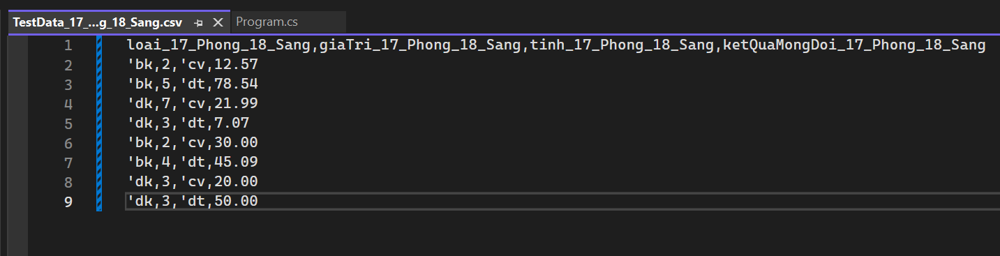 TestData_17_...g_18_Sang.csv Program.cs
1 loai_17_Phong_18_Sang,giaTri_17_Phong_18_Sang,tinh_17_Phong_18_Sang,ketQuaMongDoi_17_Phong_18_Sang
2 'bk,2,'cv,12.57
3 'bk,5,'dt,78.54
4 'dk,7,'cv,21.99
5 'dk,3,'dt,7.07
6 'bk,2,'cv,30.00
7 'bk,4,'dt,45.09
8 'dk,3,'cv,20.00
9 'dk,3,'dt,50.00